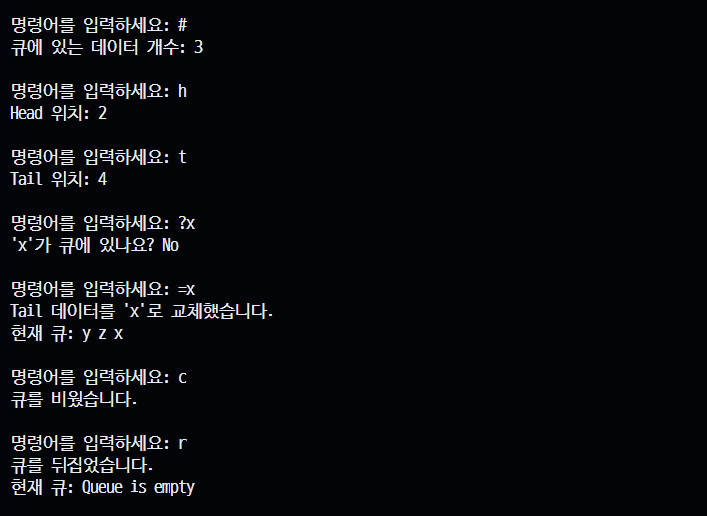 명령어를 입력하세요: #
큐에 있는 데이터 개수: 3
명령어를 입력하세요: h
Head 위치: 2
명령어를 입력하세요: t
Tail 위치: 4
명령어를 입력하세요: ?x
'x'가 큐에 있나요? No
명령어를 입력하세요: =x
Tail 데이터를 'x'로 교체했습니다.
현재 큐: y z x
명령어를 입력하세요: c
큐를 비웠습니다.
명령어를 입력하세요: r
큐를 뒤집었습니다.
현재 큐: Queue is empty